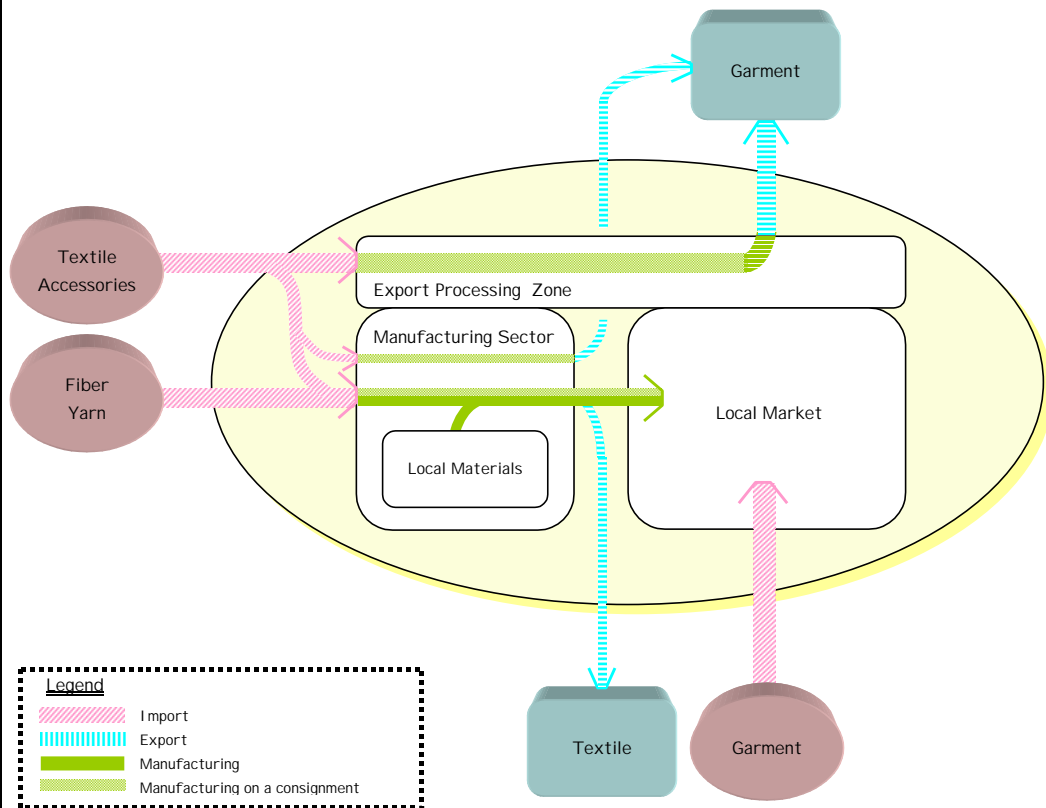 Garment
Textile
Accessories
Export Processing Zone
Manufacturing Sector
Fiber
Yarn
Local Market
Local Materials
Legend
Import
Export
Manufacturing
Manufacturing on a consignment
Textile
Garment